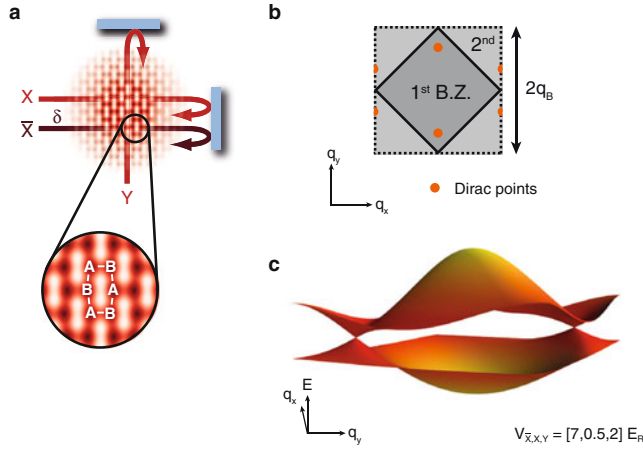 a
X
X̅
δ
Y
A–B
B A
A–B
b
2nd
1st B.Z.
2qB
qy
qx
Dirac points
c
E
qx
qy
VX̅,X,Y = [7,0.5,2] ER